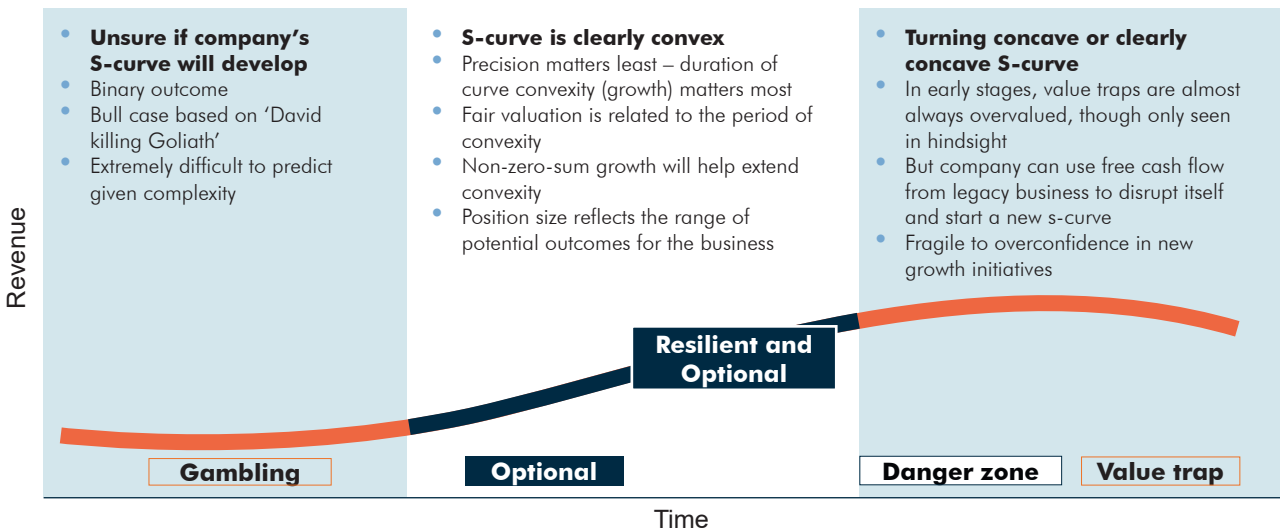 • Unsure if company's
S-curve will develop
• Binary outcome
• Bull case based on ‘David
killing Goliath’
• Extremely difficult to predict
given complexity
• S-curve is clearly convex
• Precision matters least – duration of
curve convexity (growth) matters most
• Fair valuation is related to the period of
convexity
• Non-zero-sum growth will help extend
convexity
• Position size reflects the range of
potential outcomes for the business
• Turning concave or clearly
concave S-curve
• In early stages, value traps are almost
always overvalued, though only seen
in hindsight
• But company can use free cash flow
from legacy business to disrupt itself
and start a new s-curve
• Fragile to overconfidence in new
growth initiatives
Revenue
Resilient and
Optional
Gambling
Optional
Danger zone
Value trap
Time